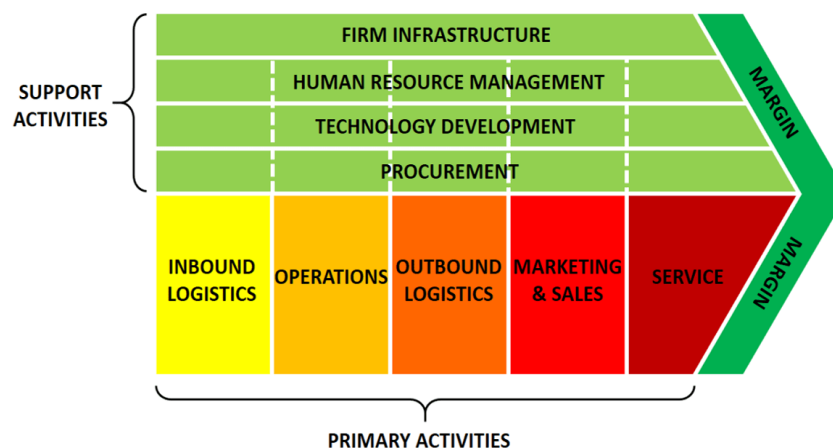 FIRM INFRASTRUCTURE
HUMAN RESOURCE MANAGEMENT
TECHNOLOGY DEVELOPMENT
PROCUREMENT
SUPPORT
ACTIVITIES
MARGIN
MARGIN
INBOUND
LOGISTICS
OPERATIONS
OUTBOUND
LOGISTICS
MARKETING
& SALES
SERVICE
PRIMARY ACTIVITIES